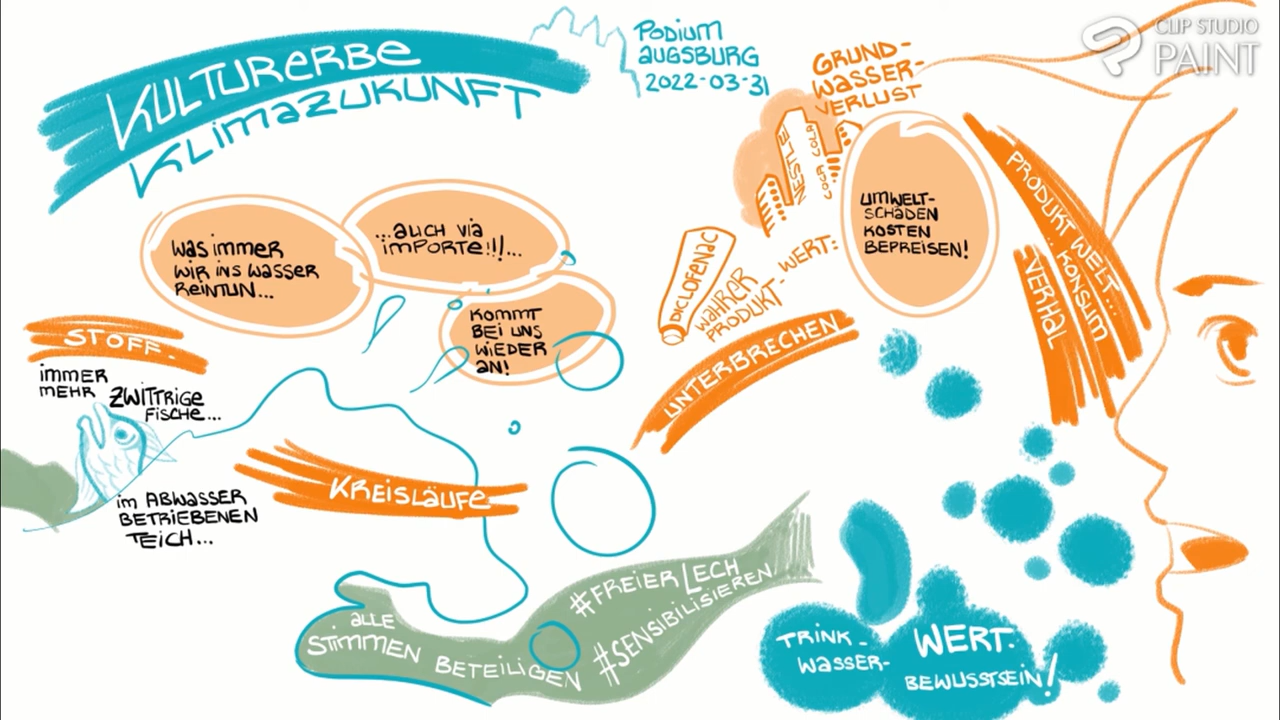 KULTURERBE
KLIMAZUKUNFT
PODIUM
AUGSBURG
2022-03-31
CLIP STUDIO
PAINT
GRUND-
WASSER-
VERLUST
NESTLE
COCA COLA
WAS IMMER
WIR INS WASSER
REINTUN...
...AUCH VIA
IMPORTE!!!...
KOMMT
BEI UNS
WIEDER
AN!
UMWELT-
SCHÄDEN
KOSTEN
BEPREISEN!
PRODUKT WELT...
KONSUM
VERHAL
DICLOFENAC
WAHRER
PRODUKT-WERT:
UNTERBRECHEN
STOFF-
IMMER
MEHR ZWITTRIGE
FISCHE...
IM ABWASSER
BETRIEBENEN
TEICH...
KREISLÄUFE
ALLE
STIMMEN BETEILIGEN
#FREIERLECH
#SENSIBILISIEREN
TRINK-
WASSER-
WERT.
BEWUSSTSEIN!